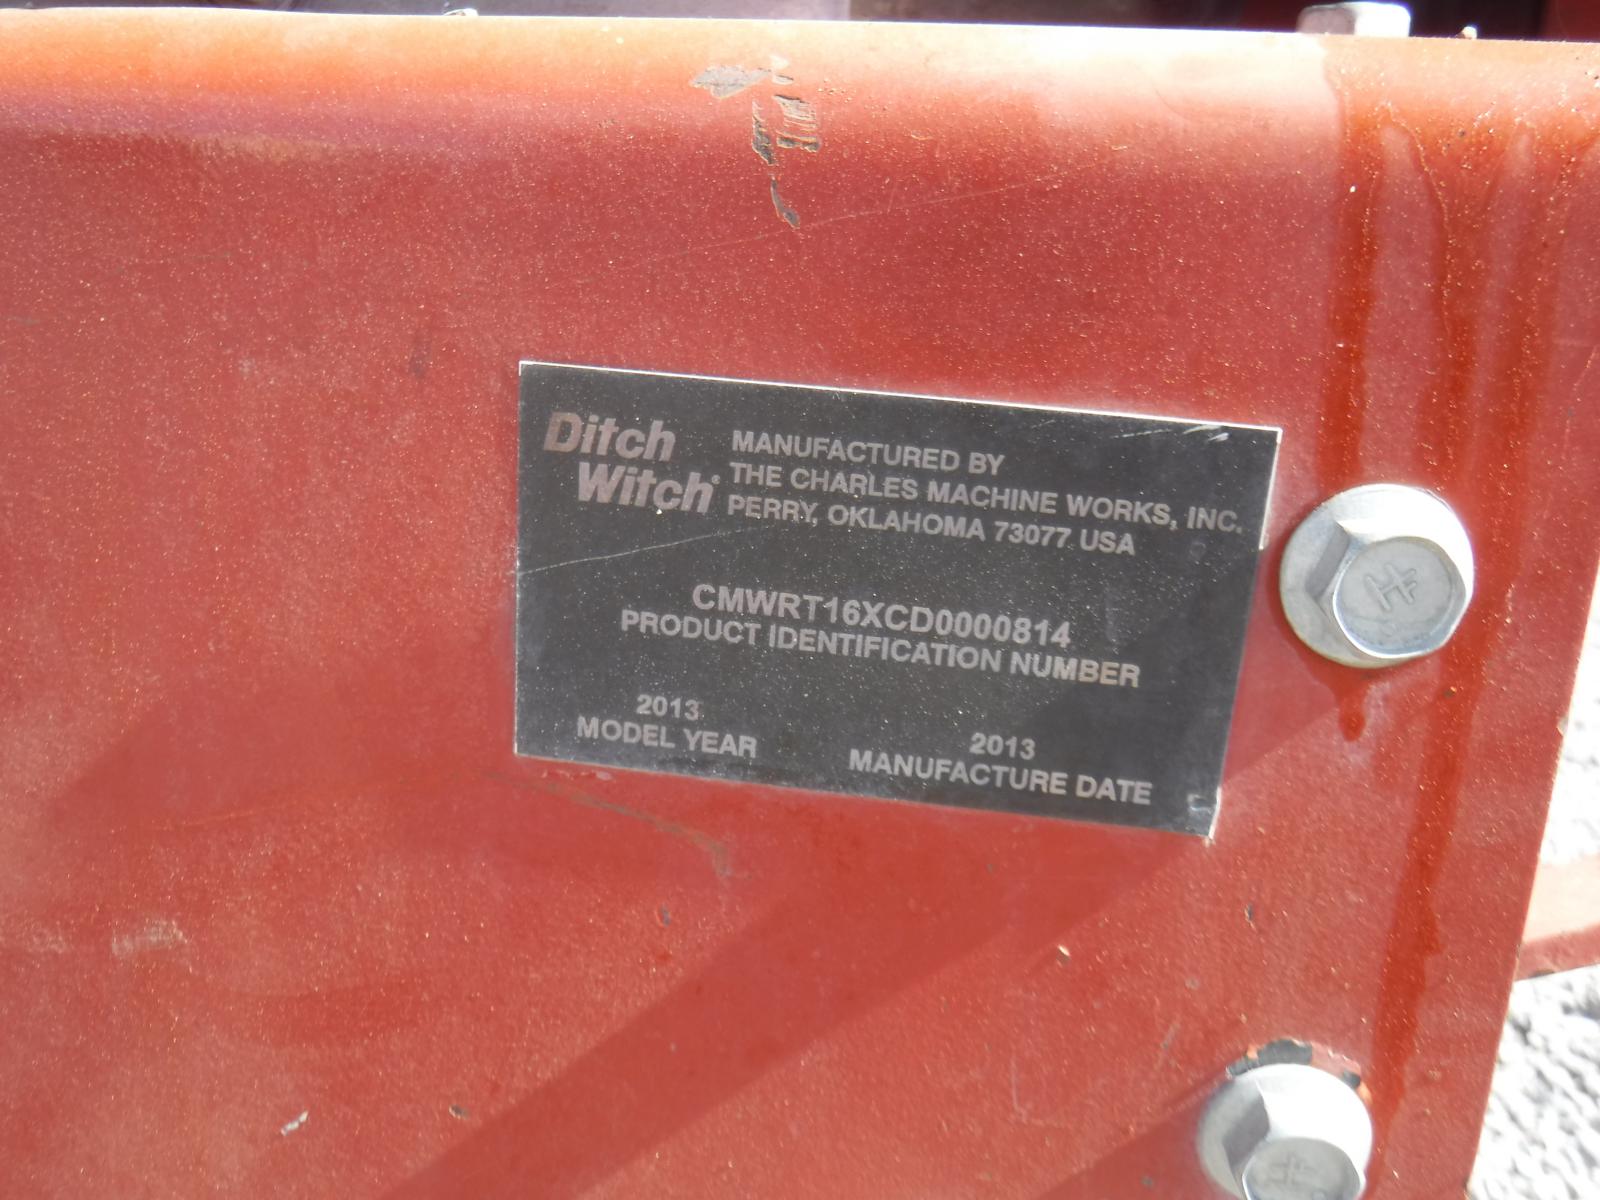 Ditch
Witch®
MANUFACTURED BY
THE CHARLES MACHINE WORKS, INC.
PERRY, OKLAHOMA 73077 USA
CMWRT16XCD0000814
PRODUCT IDENTIFICATION NUMBER
2013
MODEL YEAR
2013
MANUFACTURE DATE